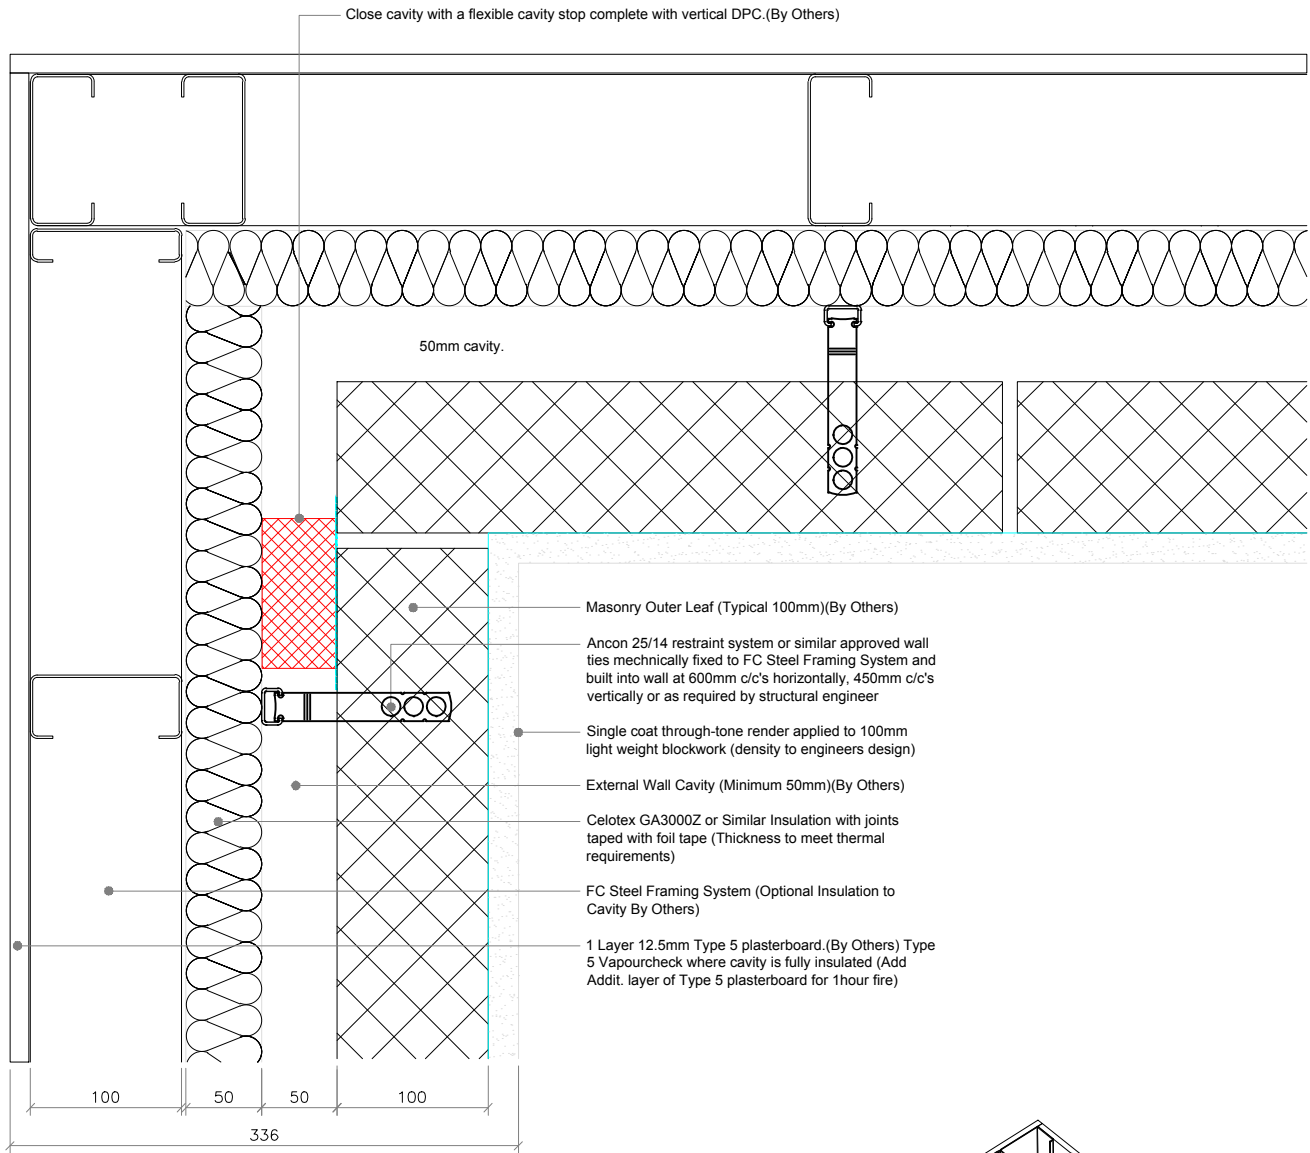 Close cavity with a flexible cavity stop complete with vertical DPC.(By Others)
50mm cavity.
Masonry Outer Leaf (Typical 100mm)(By Others)
Ancon 25/14 restraint system or similar approved wall
ties mechnically fixed to FC Steel Framing System and
built into wall at 600mm c/c's horizontally, 450mm c/c's
vertically or as required by structural engineer
Single coat through-tone render applied to 100mm
light weight blockwork (density to engineers design)
External Wall Cavity (Minimum 50mm)(By Others)
Celotex GA3000Z or Similar Insulation with joints
taped with foil tape (Thickness to meet thermal
requirements)
FC Steel Framing System (Optional Insulation to
Cavity By Others)
1 Layer 12.5mm Type 5 plasterboard.(By Others) Type
5 Vapourcheck where cavity is fully insulated (Add
Addit. layer of Type 5 plasterboard for 1hour fire)
100 50 50 100
336